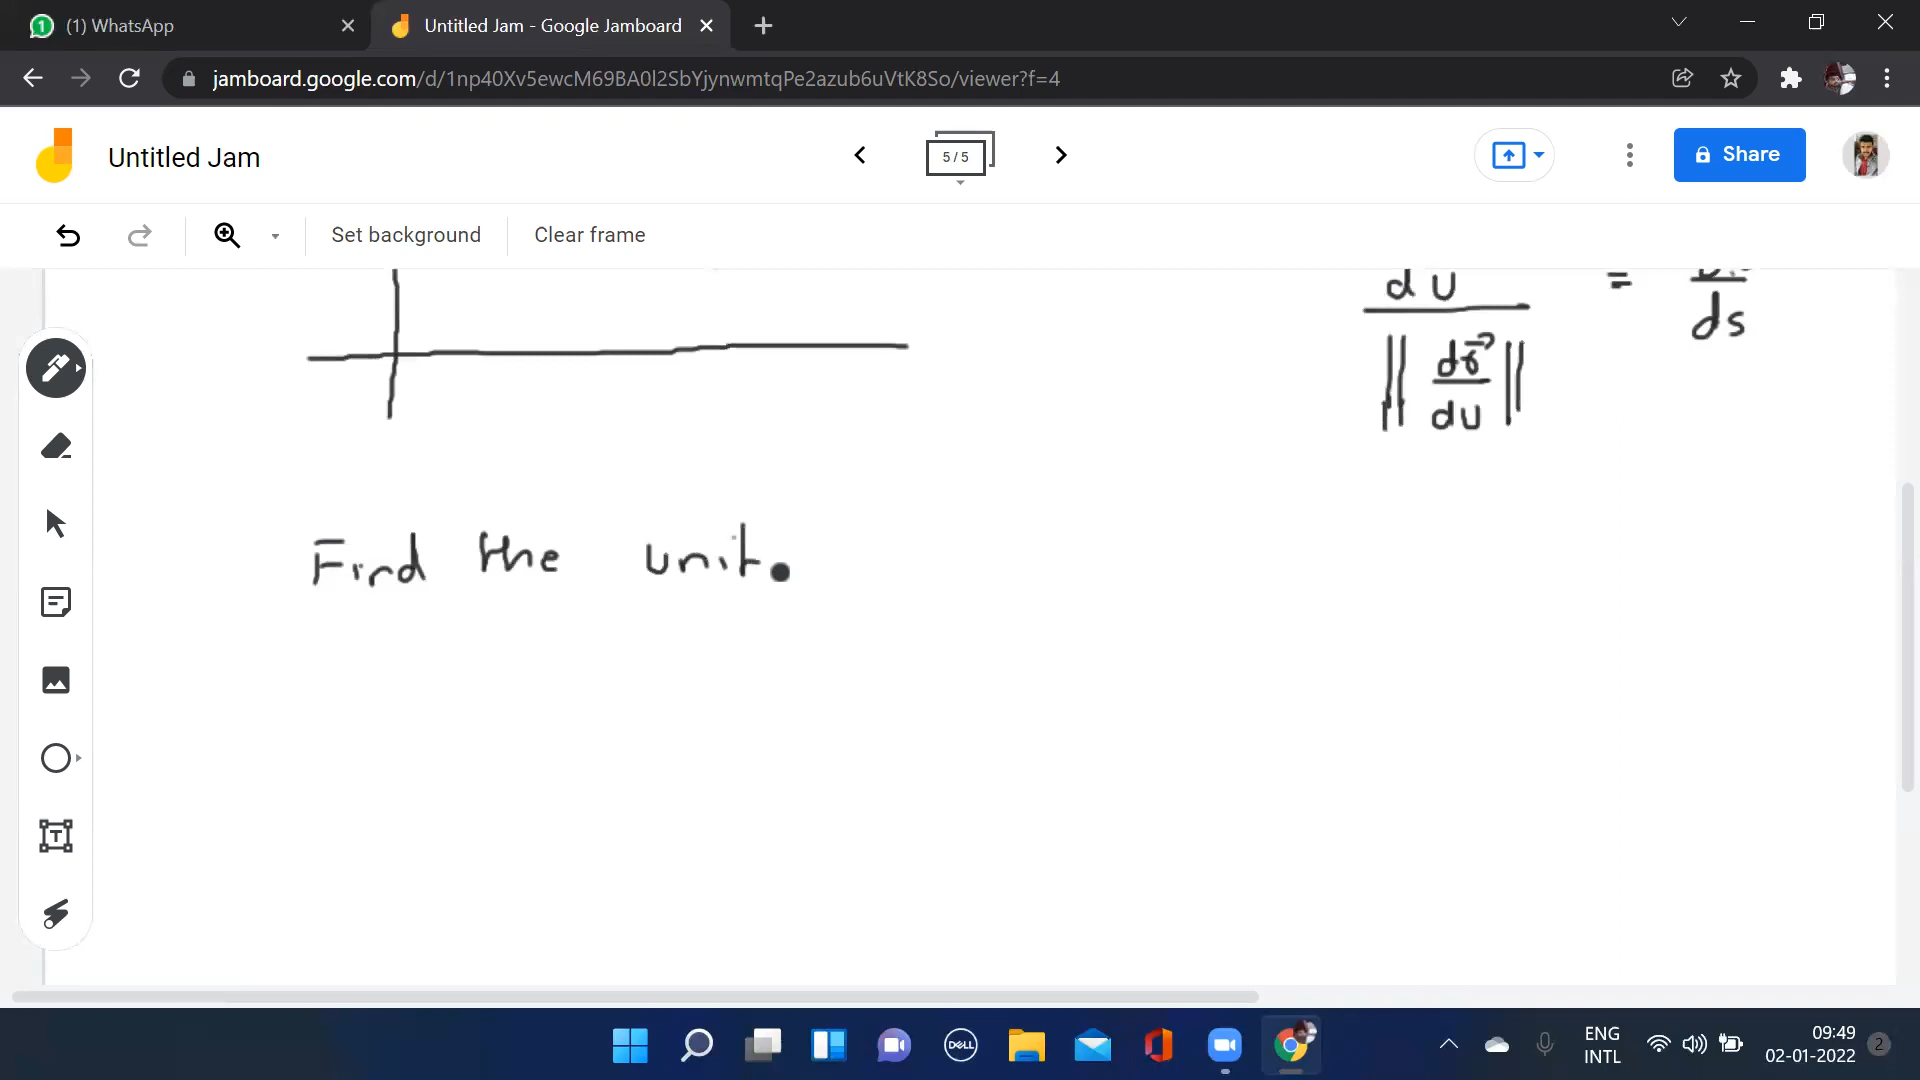 (1) WhatsApp
Untitled Jam - Google Jamboard
jamboard.google.com/d/1np40Xv5ewcM69BA0l2SbYjynwmtqPe2azub6uVtK8So/viewer?f=4
Untitled Jam
5 / 5
Share
Set background
Clear frame
du
=
ds
dr
du
Find the unit
DELL
ENG
INTL
09:49
02-01-2022
2